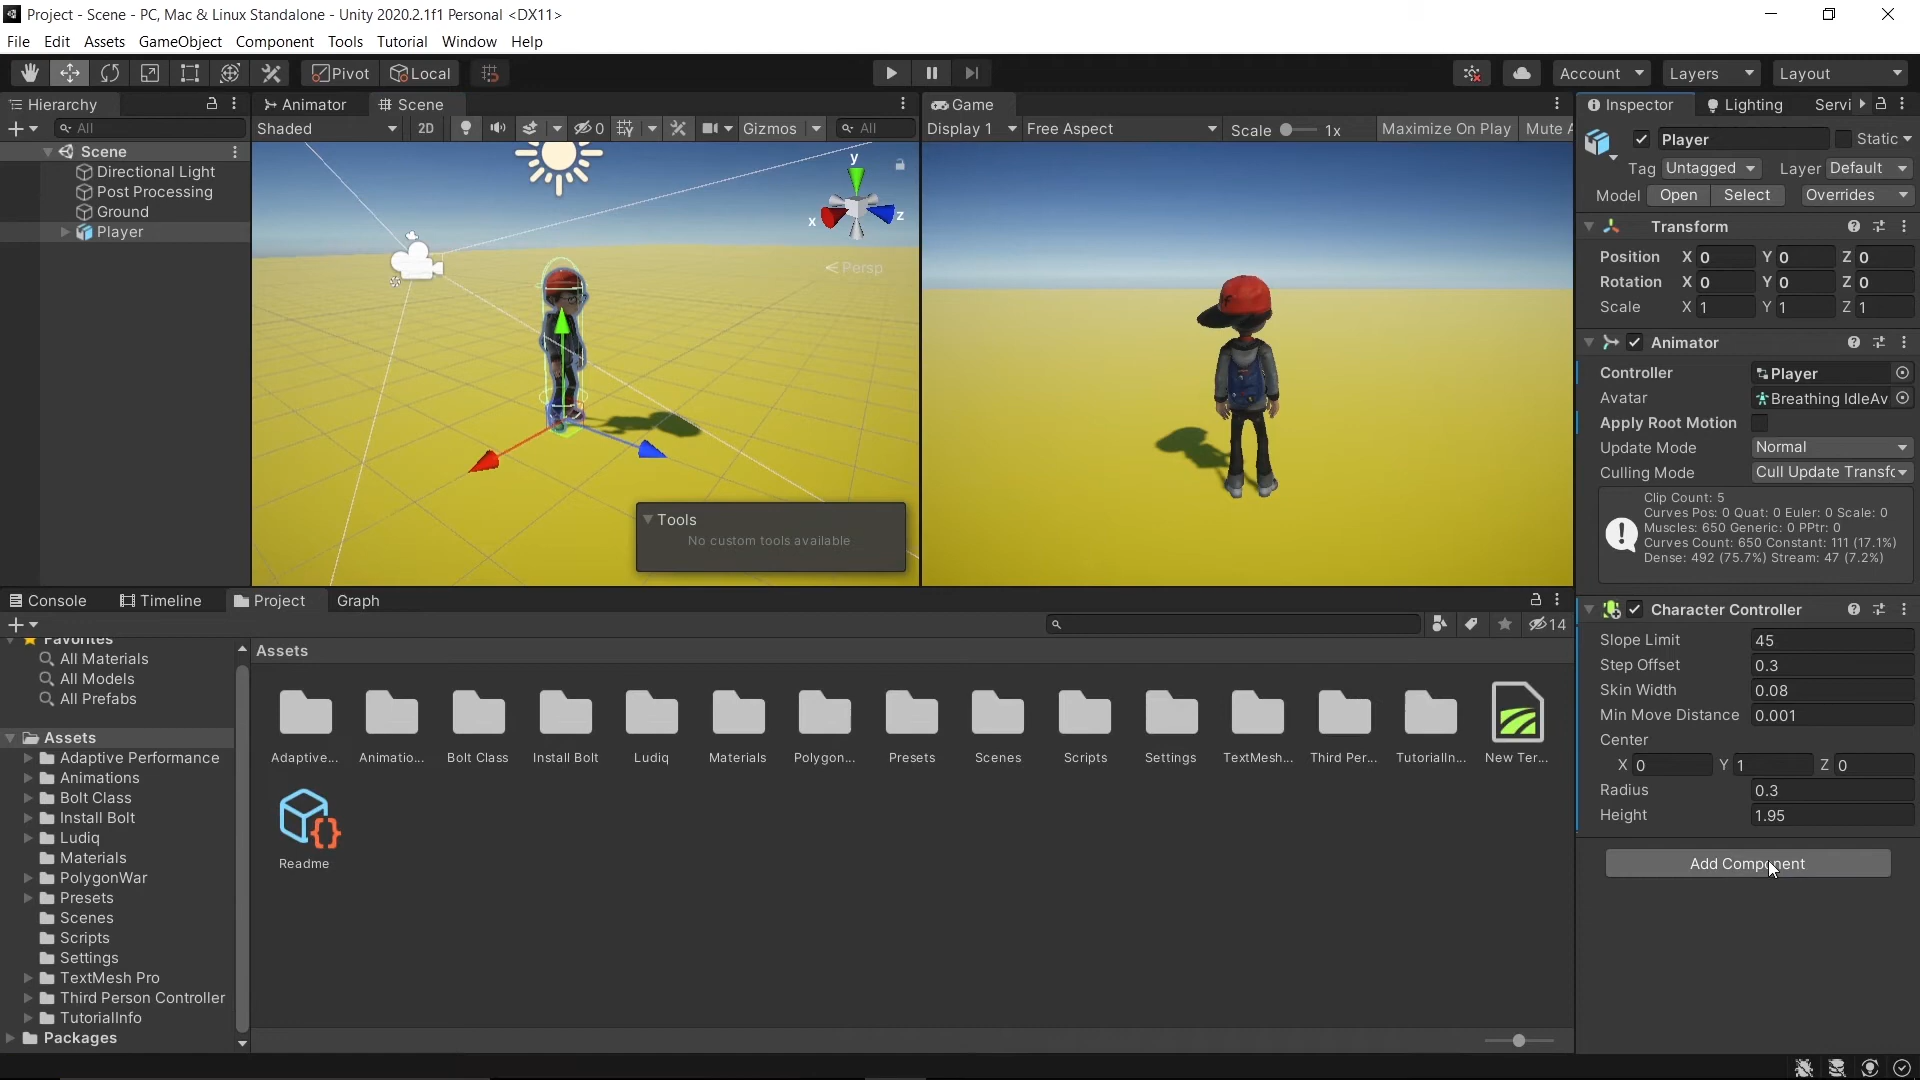 Project - Scene - PC, Mac & Linux Standalone - Unity 2020.2.1f1 Personal <DX11>
File Edit Assets GameObject Component Tools Tutorial Window Help
Pivot Local Account Layers Layout
Hierarchy
All
Scene
Directional Light
Post Processing
Ground
Player
Animator Scene
Shaded 2D 0 Gizmos All
y
x
z
Persp
Tools
No custom tools available
Game
Display 1 Free Aspect Scale 1x Maximize On Play Mute A
Inspector Lighting Servi
Player Static
Tag Untagged Layer Default
Model Open Select Overrides
Transform
Position X 0 Y 0 Z 0
Rotation X 0 Y 0 Z 0
Scale X 1 Y 1 Z 1
Animator
Controller Player
Avatar Breathing IdleAv
Apply Root Motion
Update Mode Normal
Culling Mode Cull Update Transfc
Clip Count: 5
Curves Pos: 0 Quat: 0 Euler: 0 Scale: 0
Muscles: 650 Generic: 0 PPtr: 0
Curves Count: 650 Constant: 111 (17.1%)
Dense: 492 (75.7%) Stream: 47 (7.2%)
Character Controller
Slope Limit 45
Step Offset 0.3
Skin Width 0.08
Min Move Distance 0.001
Center
X 0 Y 1 Z 0
Radius 0.3
Height 1.95
Add Component
Console Timeline Project Graph
14
Favorites
All Materials
All Models
All Prefabs
Assets
Adaptive Performance
Animations
Bolt Class
Install Bolt
Ludiq
Materials
PolygonWar
Presets
Scenes
Scripts
Settings
TextMesh Pro
Third Person Controller
TutorialInfo
Packages
Assets
Adaptive... Animatio... Bolt Class Install Bolt Ludiq Materials Polygon... Presets Scenes Scripts Settings TextMesh... Third Per... TutorialIn... New Ter...
Readme